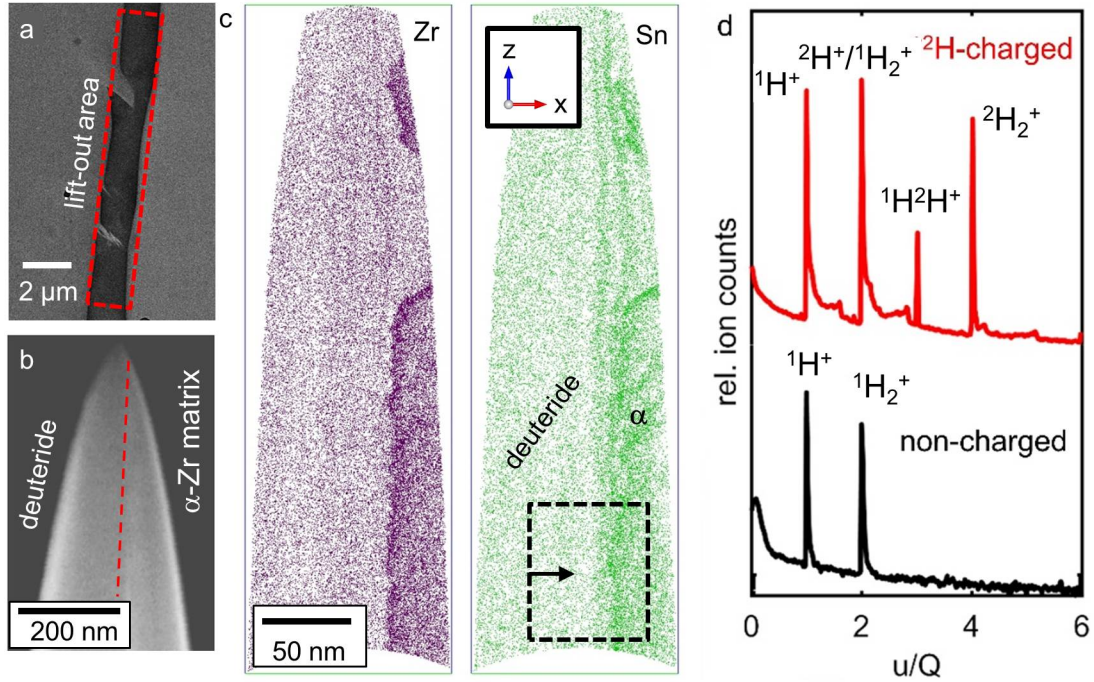 a
lift-out area
2 µm
b
deuteride
α-Zr matrix
200 nm
c
Zr
50 nm
Sn
z
x
deuteride
α
d
²H-charged
¹H⁺
²H⁺/¹H₂⁺
¹H²H⁺
²H₂⁺
¹H⁺
¹H₂⁺
non-charged
rel. ion counts
0 2 4 6
u/Q